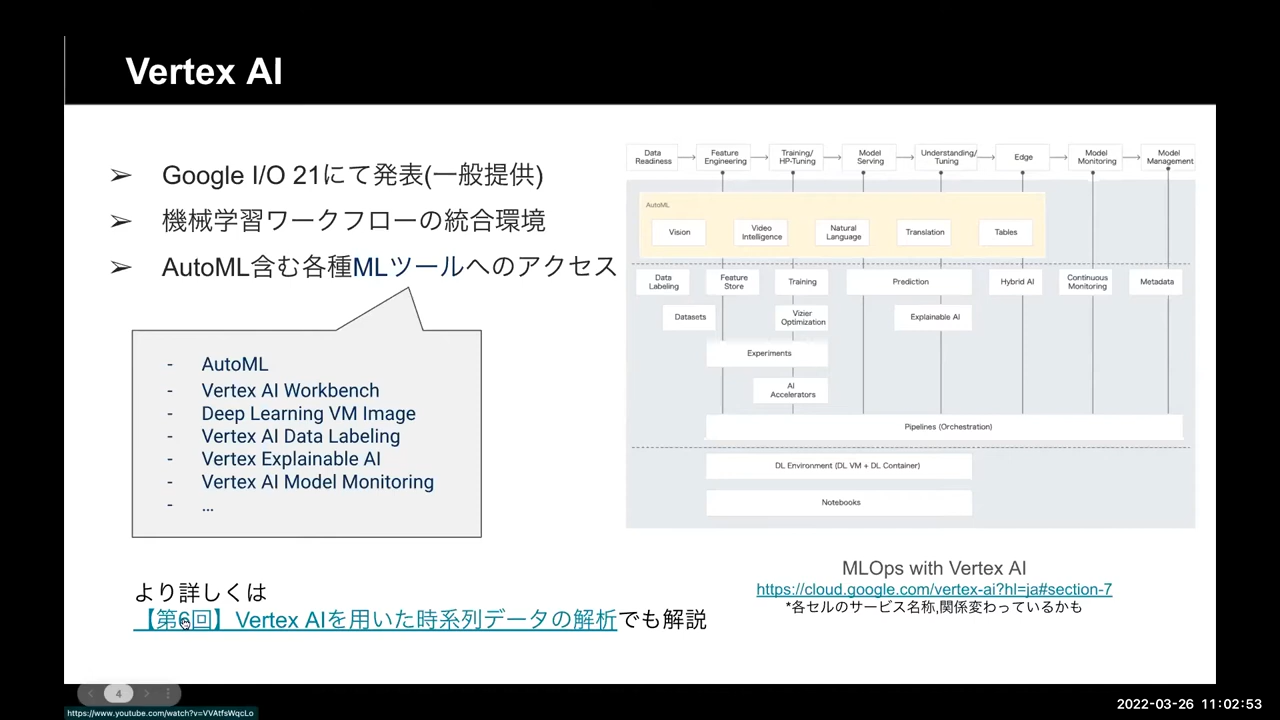 Vertex AI
➢ Google I/O 21にて発表(一般提供)
➢ 機械学習ワークフローの統合環境
➢ AutoML含む各種MLツールへのアクセス
- AutoML
- Vertex AI Workbench
- Deep Learning VM Image
- Vertex AI Data Labeling
- Vertex Explainable AI
- Vertex AI Model Monitoring
- ...
より詳しくは
【第6回】Vertex AIを用いた時系列データの解析でも解説
Data Readiness
Feature Engineering
Training/ HP-Tuning
Model Serving
Understanding/ Tuning
Edge
Model Monitoring
Model Management
AutoML
Vision
Video Intelligence
Natural Language
Translation
Tables
Data Labeling
Feature Store
Training
Prediction
Hybrid AI
Continuous Monitoring
Metadata
Datasets
Vizier Optimization
Explainable AI
Experiments
AI Accelerators
Pipelines (Orchestration)
DL Environment (DL VM + DL Container)
Notebooks
MLOps with Vertex AI
https://cloud.google.com/vertex-ai?hl=ja#section-7
*各セルのサービス名称,関係変わっているかも
4
https://www.youtube.com/watch?v=VVAtfsWqcLo
2022-03-26 11:02:53